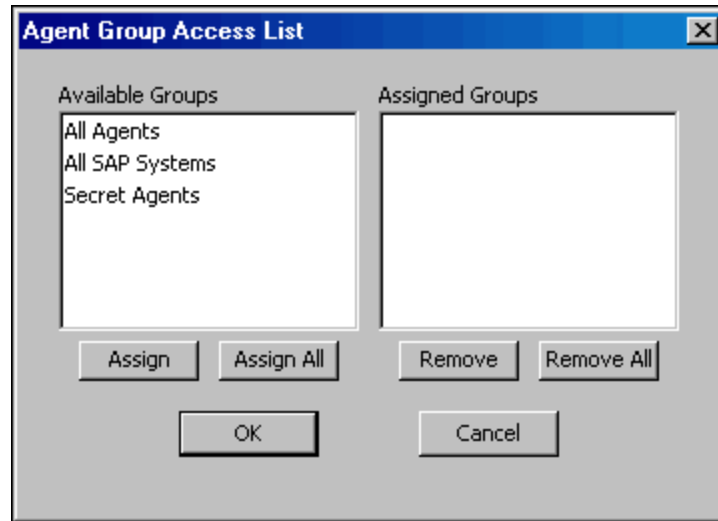 Agent Group Access List
Available Groups
Assigned Groups
All Agents
All SAP Systems
Secret Agents
Assign
Assign All
Remove
Remove All
OK
Cancel